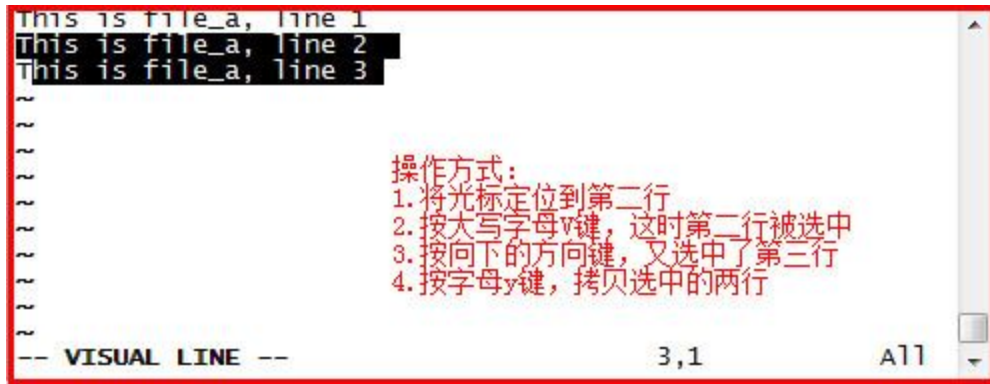 This is file_a, line 1
This is file_a, line 2
This is file_a, line 3
~
~
~
~
~
~
~
~
~
~
操作方式：
1.将光标定位到第二行
2.按大写字母V键，这时第二行被选中
3.按向下的方向键，又选中了第三行
4.按字母y键，拷贝选中的两行
-- VISUAL LINE -- 3,1 All